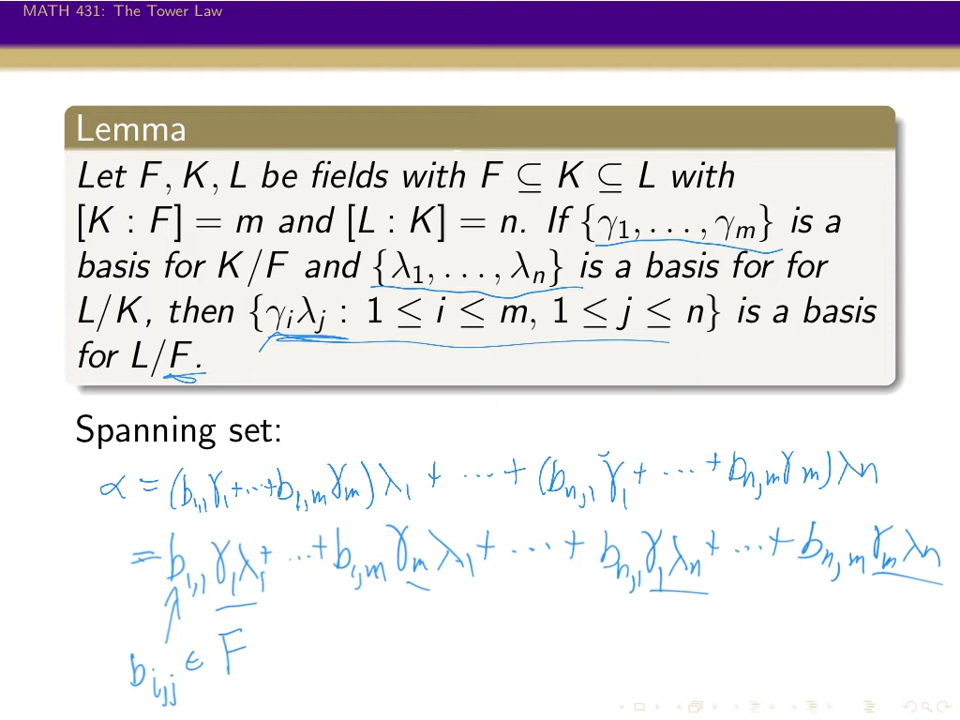 MATH 431: The Tower Law
Lemma
Let F, K, L be fields with F ⊆ K ⊆ L with
[K : F] = m and [L : K] = n. If {γ₁, . . . , γₘ} is a
basis for K/F and {λ₁, . . . , λₙ} is a basis for for
L/K, then {γᵢλⱼ : 1 ≤ i ≤ m, 1 ≤ j ≤ n} is a basis
for L/F.
Spanning set:
α = (b₁,₁γ₁+···+b₁,ₘγₘ)λ₁ + ··· + (bₙ,₁γ₁ + ··· + bₙ,ₘγₘ)λₙ
= b₁,₁γ₁λ₁ + ··· + b₁,ₘγₘλ₁ + ··· + bₙ,₁γ₁λₙ + ··· + bₙ,ₘγₘλₙ
bᵢ,ⱼ ∈ F